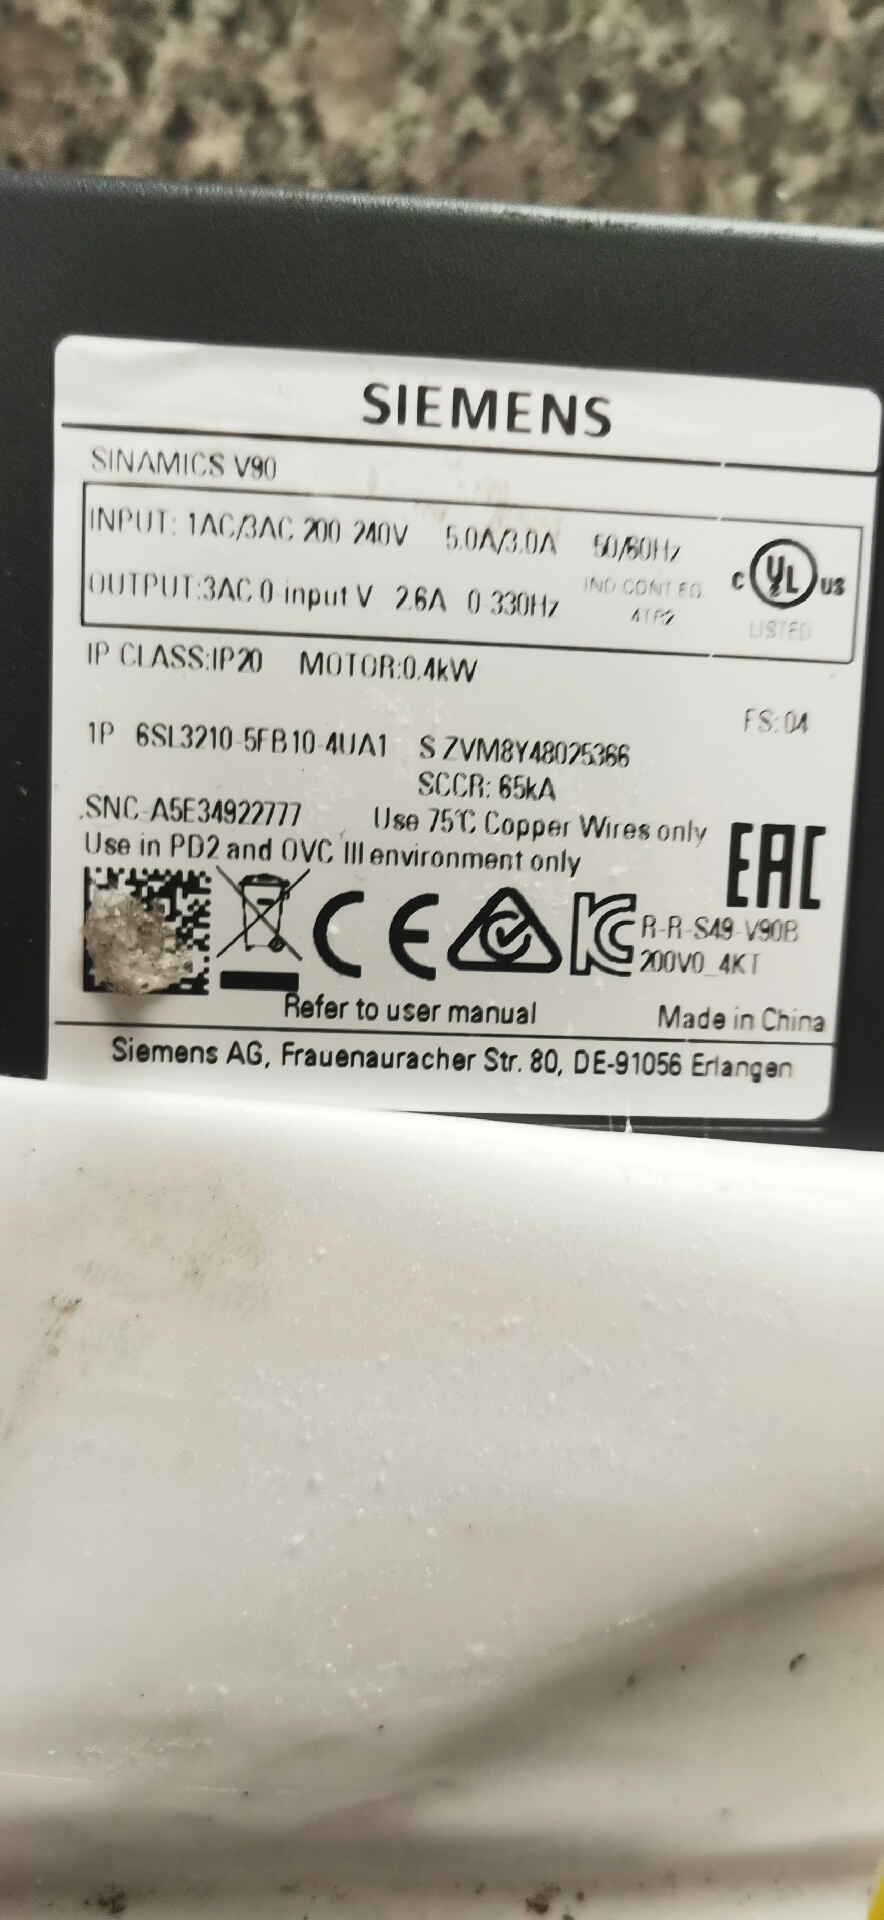 SIEMENS
SINAMICS V90
INPUT: 1AC/3AC 200-240V 5.0A/3.0A 50/60Hz
OUTPUT:3AC 0-input V 2.6A 0-330Hz
IND CONT EQ
4TP2
C UL US
LISTED
IP CLASS:IP20 MOTOR:0.4kW
FS: 04
1P 6SL3210-5FB10-4UA1 S ZVM8Y48025366
SCCR: 65kA
SNC-A5E34922777 Use 75℃ Copper Wires only
Use in PD2 and OVC III environment only
EAC
CE
KC
R-R-S49-V90B
200V0_4KT
Refer to user manual Made in China
Siemens AG, Frauenauracher Str. 80, DE-91056 Erlangen